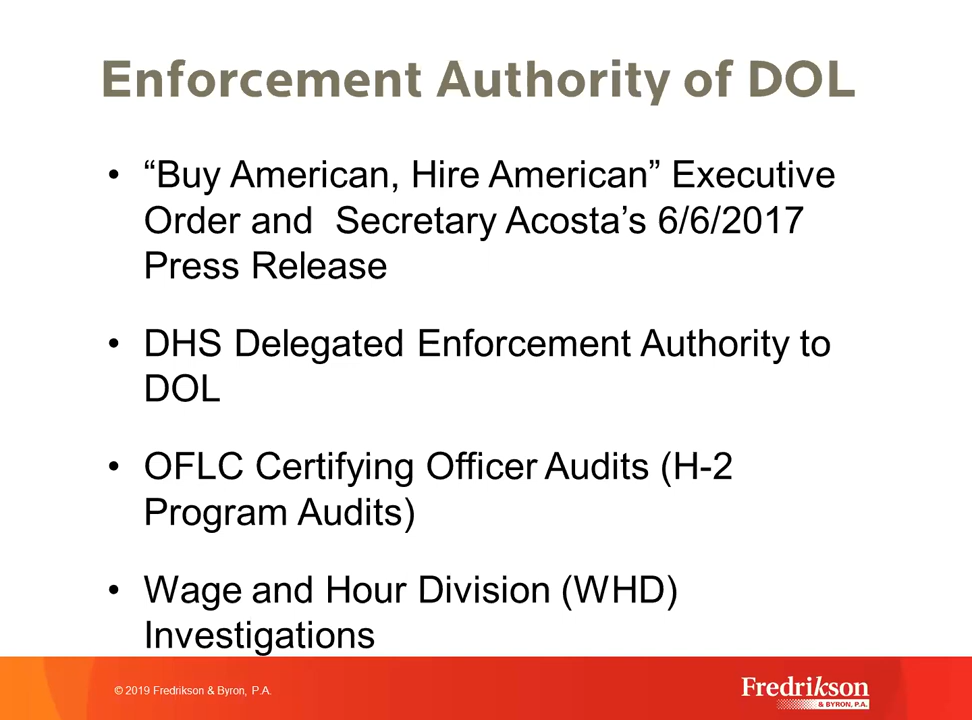 Enforcement Authority of DOL
• “Buy American, Hire American” Executive
Order and  Secretary Acosta’s 6/6/2017
Press Release
• DHS Delegated Enforcement Authority to
DOL
• OFLC Certifying Officer Audits (H-2
Program Audits)
• Wage and Hour Division (WHD)
Investigations
© 2019 Fredrikson & Byron, P.A.
Fredrikson
& BYRON, P.A.